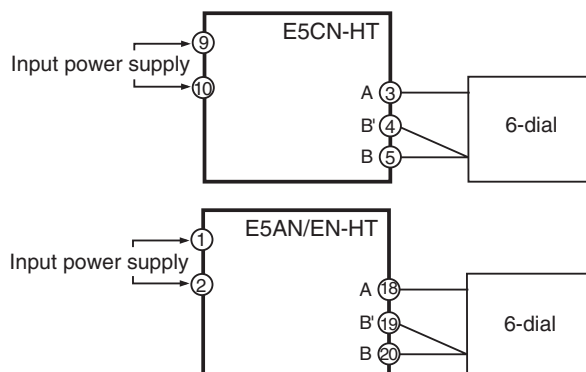 E5CN-HT
9
Input power supply
10
A 3
B' 4
6-dial
B 5
E5AN/EN-HT
1
Input power supply
2
A 18
B' 19
6-dial
B 20